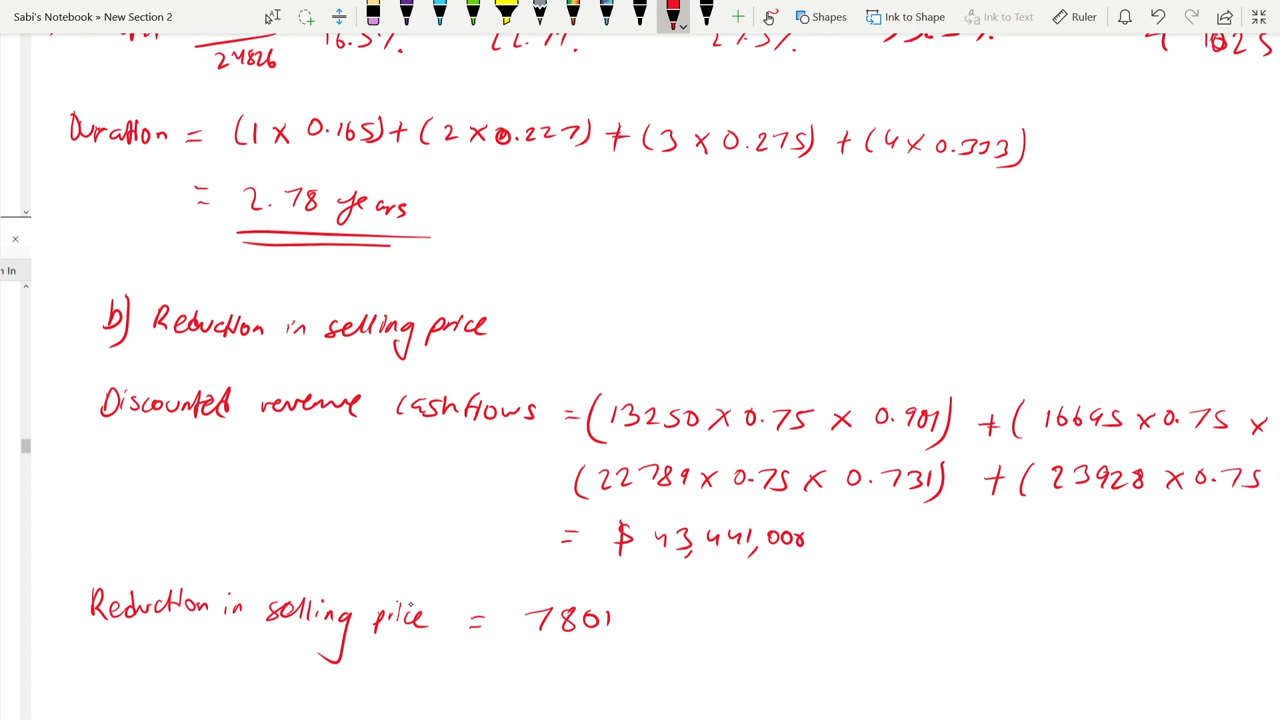 Sabi's Notebook » New Section 2
Shapes Ink to Shape Ink to Text Ruler
24826 16.5%
Duration = (1 x 0.165) + (2 x 0.227) + (3 x 0.275) + (4 x 0.333)
= 2.78 years
n In
b) Reduction in selling price
Discounted revenue cashflows = (13250 x 0.75 x 0.901) + (16695 x 0.75 x
(22789 x 0.75 x 0.731) + (23928 x 0.75
= $ 43,441,000
Reduction in selling price = 7801